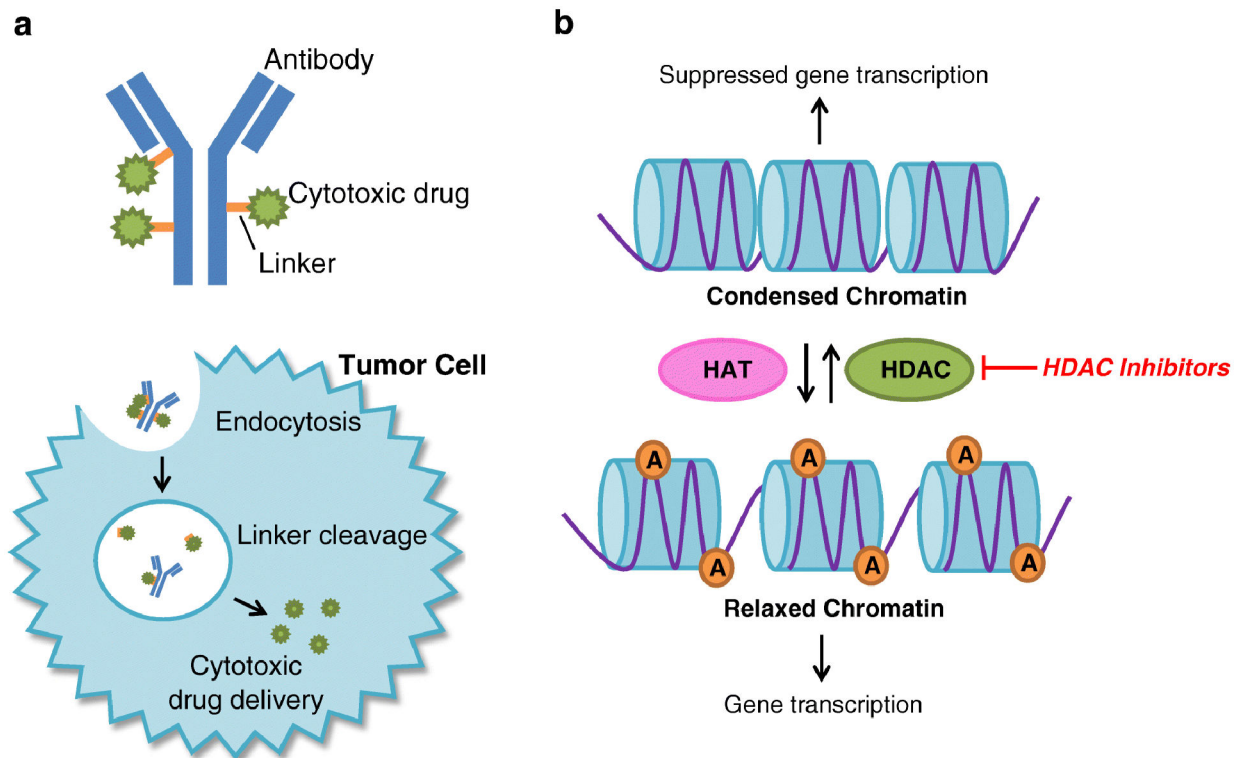 a
Antibody
Cytotoxic drug
Linker
Tumor Cell
Endocytosis
Linker cleavage
Cytotoxic
drug delivery
b
Suppressed gene transcription
Condensed Chromatin
HAT
HDAC
HDAC Inhibitors
A
A
A
A
A
A
Relaxed Chromatin
Gene transcription